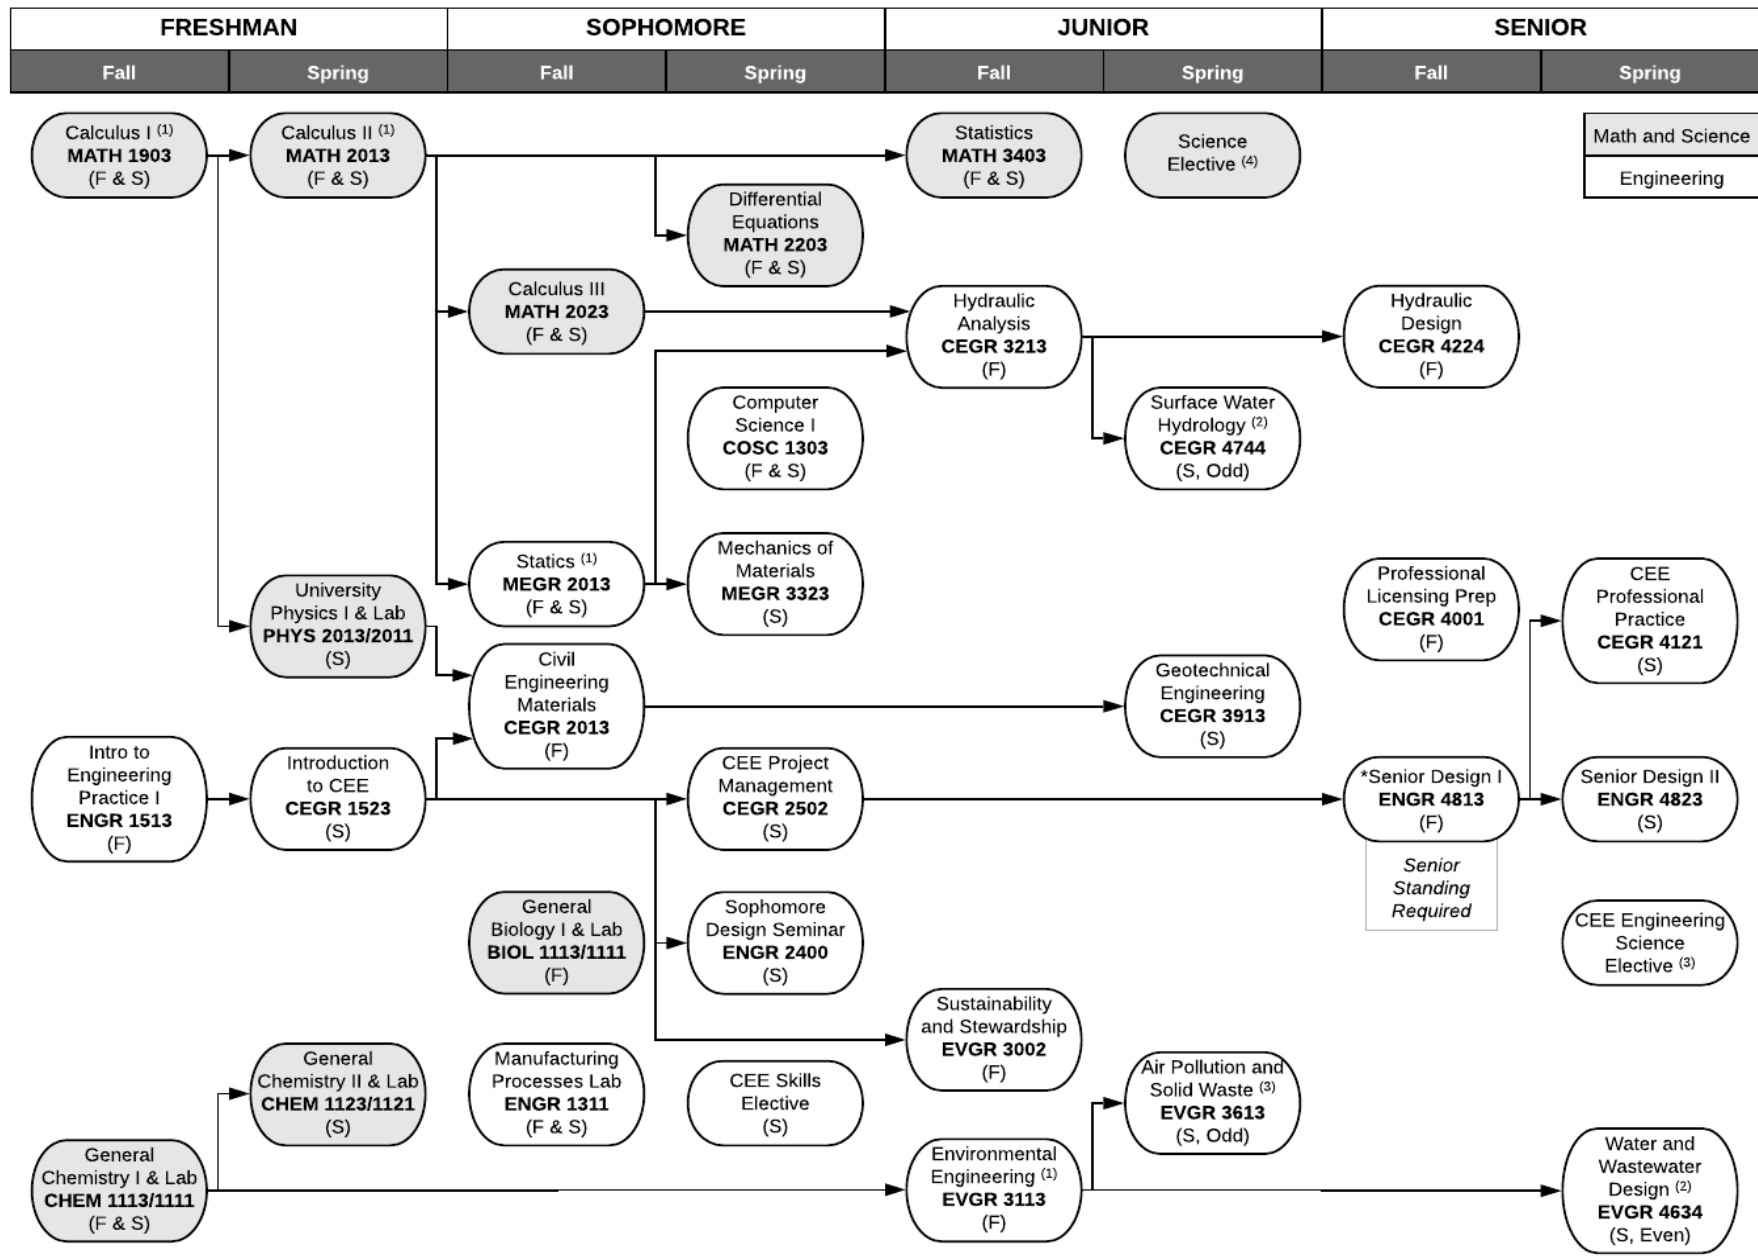 FRESHMAN
SOPHOMORE
JUNIOR
SENIOR
Fall
Spring
Fall
Spring
Fall
Spring
Fall
Spring
Calculus I (1)
MATH 1903
(F & S)
Calculus II (1)
MATH 2013
(F & S)
Statistics
MATH 3403
(F & S)
Science
Elective (4)
Math and Science
Engineering
Differential
Equations
MATH 2203
(F & S)
Calculus III
MATH 2023
(F & S)
Hydraulic
Analysis
CEGR 3213
(F)
Hydraulic
Design
CEGR 4224
(F)
Computer
Science I
COSC 1303
(F & S)
Surface Water
Hydrology (2)
CEGR 4744
(S, Odd)
Statics (1)
MEGR 2013
(F & S)
Mechanics of
Materials
MEGR 3323
(S)
University
Physics I & Lab
PHYS 2013/2011
(S)
Professional
Licensing Prep
CEGR 4001
(F)
CEE
Professional
Practice
CEGR 4121
(S)
Civil
Engineering
Materials
CEGR 2013
(F)
Geotechnical
Engineering
CEGR 3913
(S)
Intro to
Engineering
Practice I
ENGR 1513
(F)
Introduction
to CEE
CEGR 1523
(S)
CEE Project
Management
CEGR 2502
(S)
*Senior Design I
ENGR 4813
(F)
Senior
Standing
Required
Senior Design II
ENGR 4823
(S)
General
Biology I & Lab
BIOL 1113/1111
(F)
Sophomore
Design Seminar
ENGR 2400
(S)
CEE Engineering
Science
Elective (3)
Sustainability
and Stewardship
EVGR 3002
(F)
General
Chemistry II & Lab
CHEM 1123/1121
(S)
Manufacturing
Processes Lab
ENGR 1311
(F & S)
CEE Skills
Elective
(S)
Air Pollution and
Solid Waste (3)
EVGR 3613
(S, Odd)
General
Chemistry I & Lab
CHEM 1113/1111
(F & S)
Environmental
Engineering (1)
EVGR 3113
(F)
Water and
Wastewater
Design (2)
EVGR 4634
(S, Even)